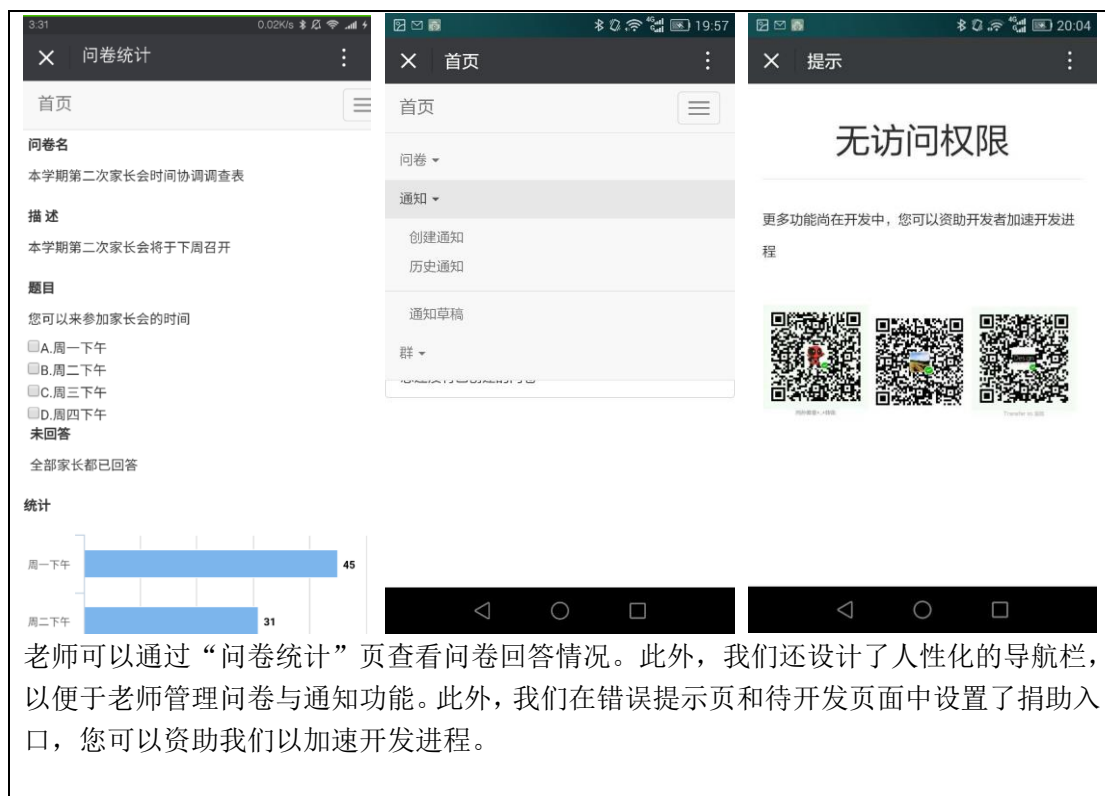 3:31
0.02K/s
问卷统计
首页
问卷名
本学期第二次家长会时间协调调查表
描述
本学期第二次家长会将于下周召开
题目
您可以来参加家长会的时间
A.周一下午
B.周二下午
C.周三下午
D.周四下午
未回答
全部家长都已回答
统计
周一下午
45
周二下午
31
4G
19:57
首页
首页
问卷
通知
创建通知
历史通知
通知草稿
群
4G
20:04
提示
无访问权限
更多功能尚在开发中，您可以资助开发者加速开发进
程
老师可以通过“问卷统计”页查看问卷回答情况。此外，我们还设计了人性化的导航栏，
以便于老师管理问卷与通知功能。此外，我们在错误提示页和待开发页面中设置了捐助入
口，您可以资助我们以加速开发进程。